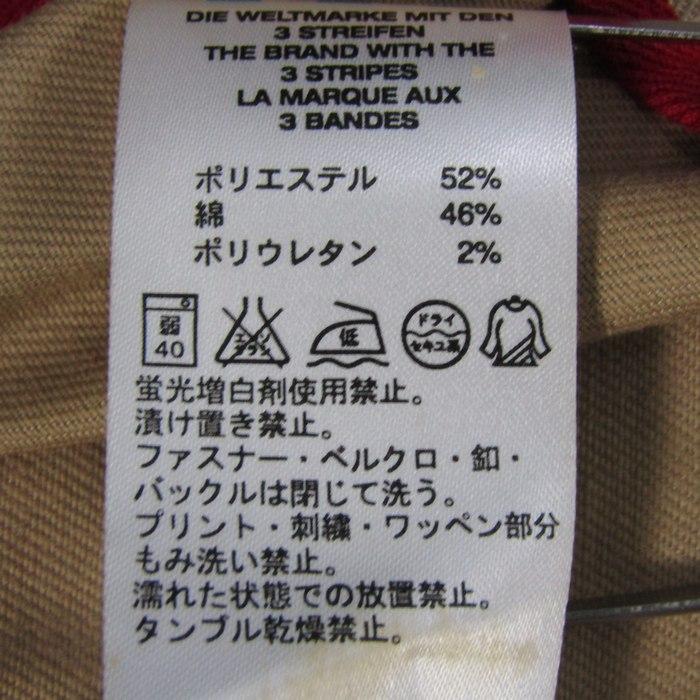 DIE WELTMARKE MIT DEN
3 STREIFEN
THE BRAND WITH THE
3 STRIPES
LA MARQUE AUX
3 BANDES
ポリエステル 52%
綿 46%
ポリウレタン 2%
弱 40 エンソサラシ 低 ドライ セキユ系
蛍光増白剤使用禁止。
漬け置き禁止。
ファスナー・ベルクロ・釦・
バックルは閉じて洗う。
プリント・刺繍・ワッペン部分
もみ洗い禁止。
濡れた状態での放置禁止。
タンブル乾燥禁止。